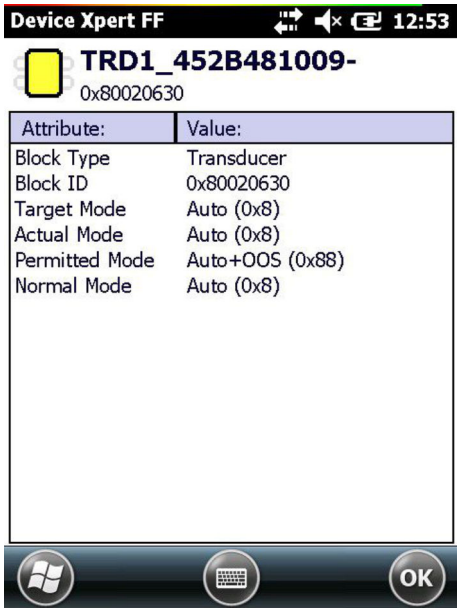 Device Xpert FF 12:53
TRD1_452B481009-
0x80020630
Attribute: Value:
Block Type Transducer
Block ID 0x80020630
Target Mode Auto (0x8)
Actual Mode Auto (0x8)
Permitted Mode Auto+OOS (0x88)
Normal Mode Auto (0x8)
OK